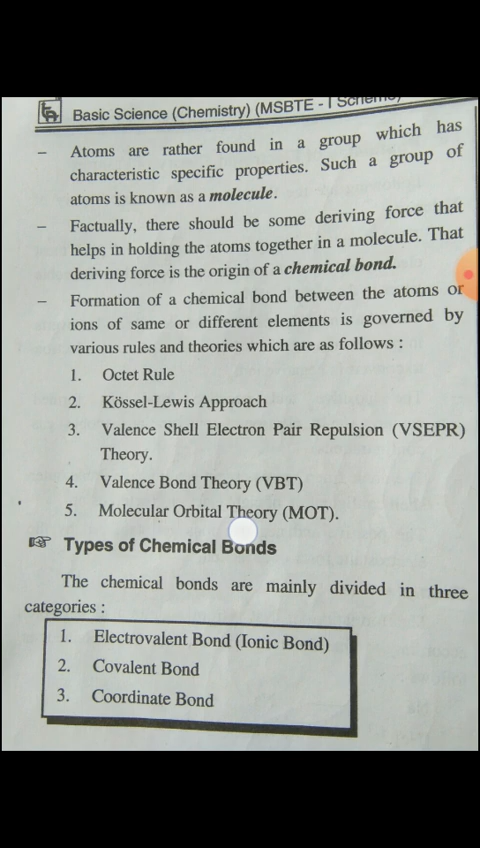 Basic Science (Chemistry) (MSBTE - I Scheme)
– Atoms are rather found in a group which has
characteristic specific properties. Such a group of
atoms is known as a molecule.
– Factually, there should be some deriving force that
helps in holding the atoms together in a molecule. That
deriving force is the origin of a chemical bond.
– Formation of a chemical bond between the atoms or
ions of same or different elements is governed by
various rules and theories which are as follows :
1. Octet Rule
2. Kössel-Lewis Approach
3. Valence Shell Electron Pair Repulsion (VSEPR)
Theory.
4. Valence Bond Theory (VBT)
5. Molecular Orbital Theory (MOT).
☞ Types of Chemical Bonds
The chemical bonds are mainly divided in three
categories :
1. Electrovalent Bond (Ionic Bond)
2. Covalent Bond
3. Coordinate Bond